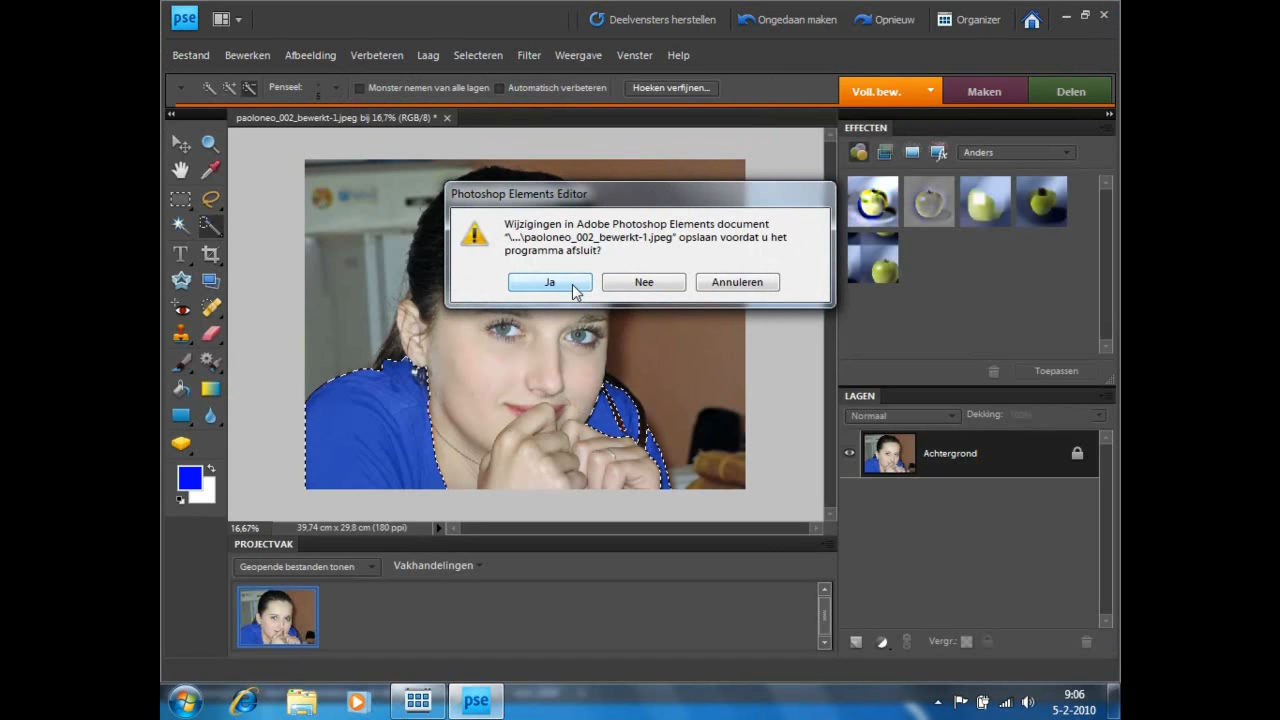 pse
Deelvensters herstellen
Ongedaan maken
Opnieuw
Organizer
Bestand Bewerken Afbeelding Verbeteren Laag Selecteren Filter Weergave Venster Help
Penseel: 5 Monster nemen van alle lagen Automatisch verbeteren Hoeken verfijnen...
Voll. bew. Maken Delen
paoloneo_002_bewerkt-1.jpeg bij 16,7% (RGB/8) *
EFFECTEN
Anders
Photoshop Elements Editor
Wijzigingen in Adobe Photoshop Elements document
"\...\paoloneo_002_bewerkt-1.jpeg" opslaan voordat u het
programma afsluit?
Ja Nee Annuleren
Toepassen
LAGEN
Normaal Dekking: 100%
Achtergrond
16,67% 39,74 cm x 29,8 cm (180 ppi)
PROJECTVAK
Geopende bestanden tonen Vakhandelingen
Vergr.:
pse
9:06
5-2-2010